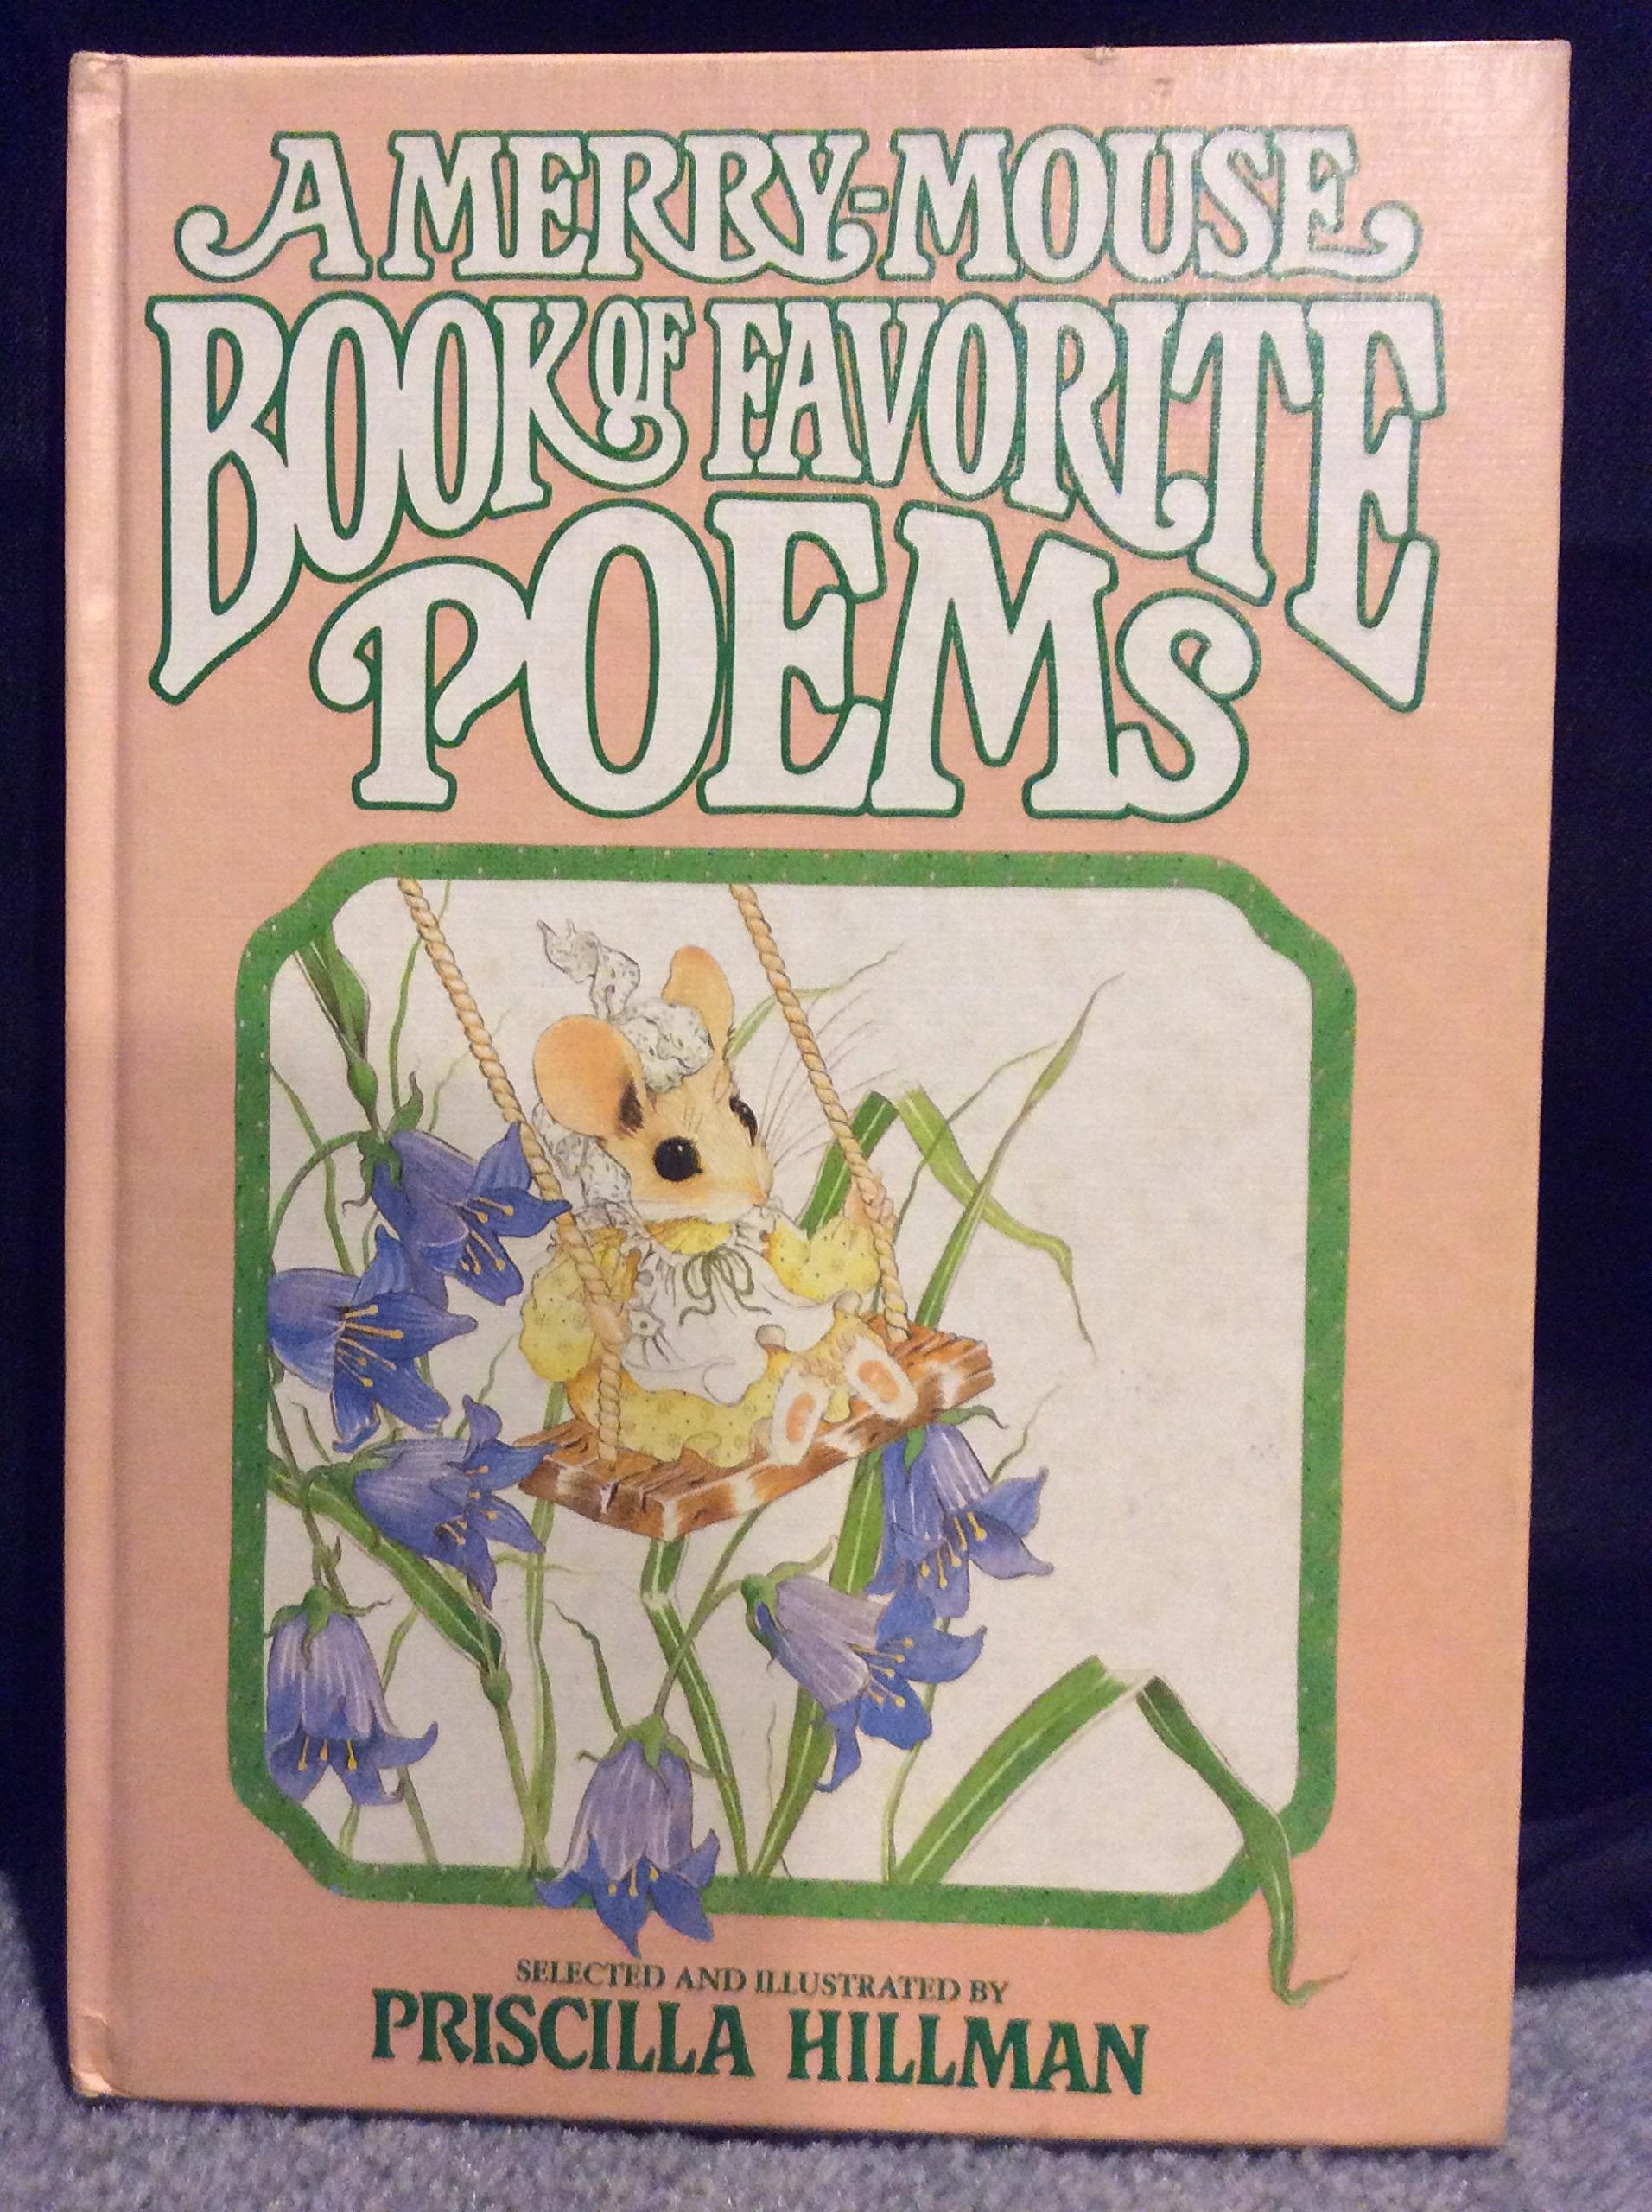 A MERRY-MOUSE
BOOK OF FAVORITE
POEMS
SELECTED AND ILLUSTRATED BY
PRISCILLA HILLMAN